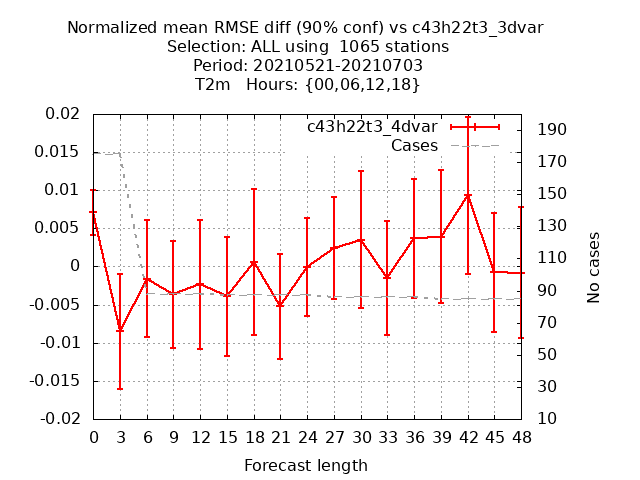 Normalized mean RMSE diff (90% conf) vs c43h22t3_3dvar
Selection: ALL using  1065 stations
Period: 20210521-20210703
T2m   Hours: {00,06,12,18}
c43h22t3_4dvar
Cases
0.02
0.015
0.01
0.005
0
-0.005
-0.01
-0.015
-0.02
190
170
150
130
110
90
70
50
30
10
No cases
0 3 6 9 12 15 18 21 24 27 30 33 36 39 42 45 48
Forecast length